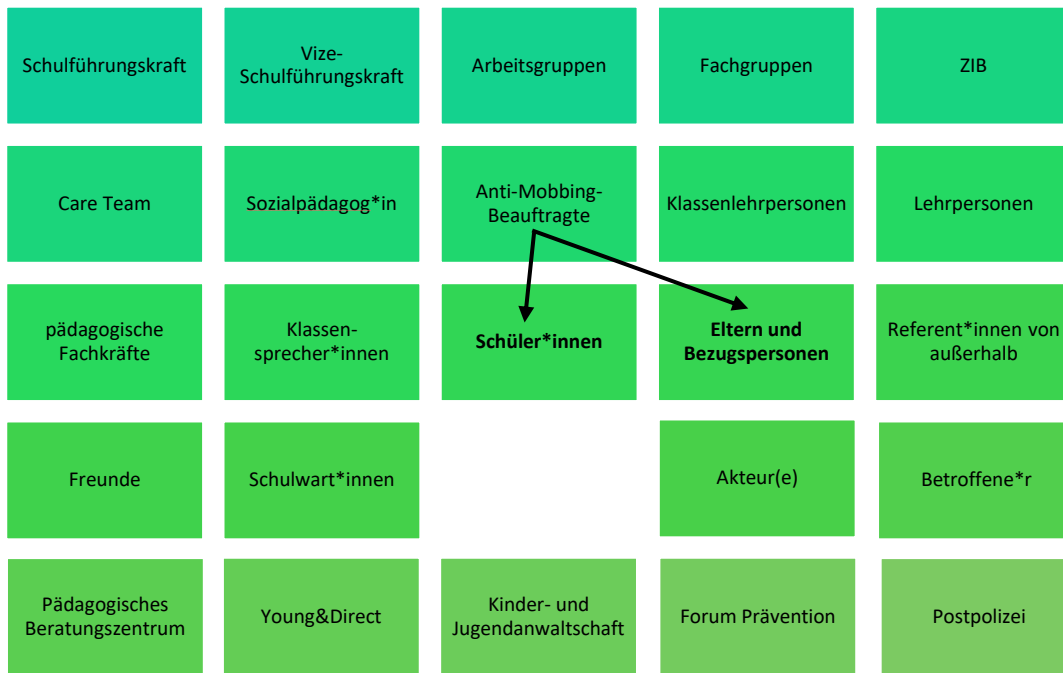 Schulführungskraft
Vize-
Schulführungskraft
Arbeitsgruppen
Fachgruppen
ZIB
Care Team
Sozialpädagog*in
Anti-Mobbing-
Beauftragte
Klassenlehrpersonen
Lehrpersonen
pädagogische
Fachkräfte
Klassen-
sprecher*innen
Schüler*innen
Eltern und
Bezugspersonen
Referent*innen von
außerhalb
Freunde
Schulwart*innen
Akteur(e)
Betroffene*r
Pädagogisches
Beratungszentrum
Young&Direct
Kinder- und
Jugendanwaltschaft
Forum Prävention
Postpolizei